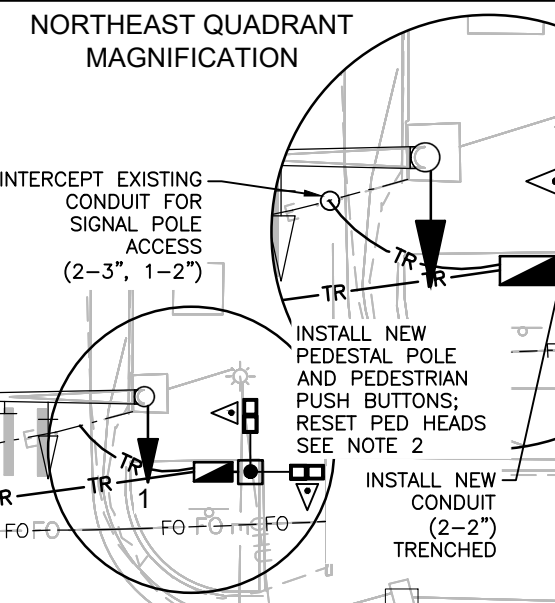 NORTHEAST QUADRANT
MAGNIFICATION
INTERCEPT EXISTING
CONDUIT FOR
SIGNAL POLE
ACCESS
(2-3", 1-2")
TR
TR
TR
INSTALL NEW
PEDESTAL POLE
AND PEDESTRIAN
PUSH BUTTONS;
RESET PED HEADS
SEE NOTE 2
INSTALL NEW
CONDUIT
(2-2")
TRENCHED
E
TR
R
TR
1
FO
FO
FO
FO
FO